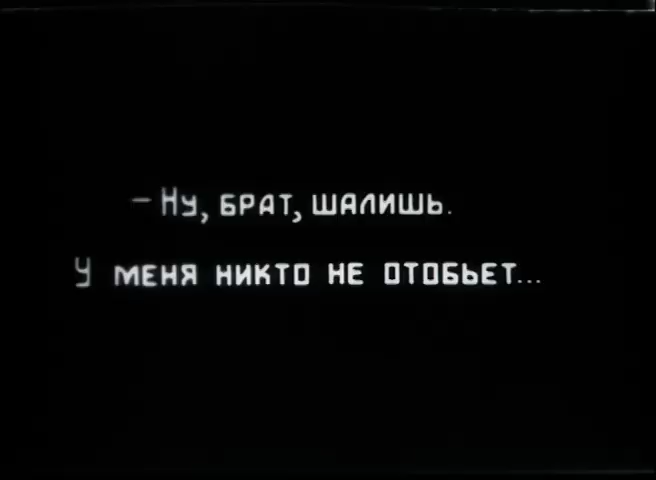 – Ну, БРАТ, ШАЛИШЬ.
У МЕНЯ НИКТО НЕ ОТОБЬЕТ...